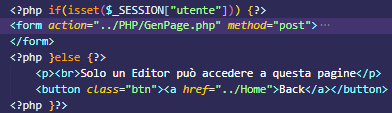 <?php if(isset($_SESSION["utente"])) {?>
<form action="../PHP/GenPage.php" method="post">…
</form>
<?php }else {?>
<p><br>Solo un Editor può accedere a questa pagine</p>
<button class="btn"><a href="../Home">Back</a></button>
<?php }?>